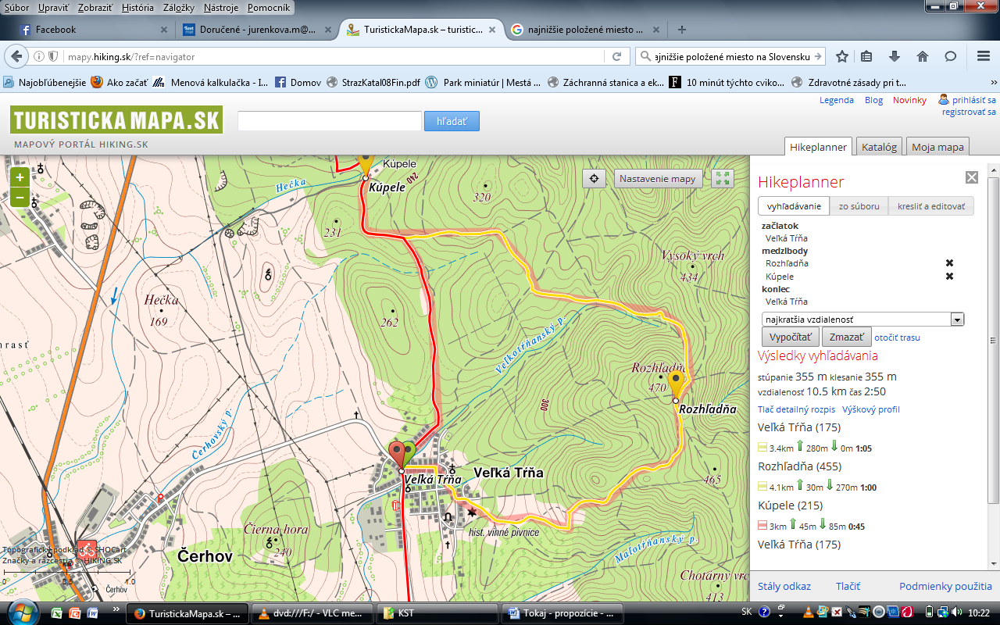 Súbor Upraviť Zobraziť História Záložky Nástroje Pomocník
Facebook
Doručené - jurenkova.m@...
TuristickaMapa.sk – turistic...
najnižšie položené miesto ...
mapy.hiking.sk/?ref=navigator
ajnižšie položené miesto na Slovensku
Najobľúbenejšie Ako začať Menová kalkulačka - I... Domov StrazKatal08Fin.pdf Park miniatúr | Mestá ... Záchranná stanica a ek... 10 minút týchto cviko... Zdravotné zásady pri t...
TURISTICKA MAPA.SK
MAPOVÝ PORTÁL HIKING.SK
hľadať
Legenda Blog Novinky prihlásiť sa
registrovať sa
Hikeplanner Katalóg Moja mapa
+
−
Nastavenie mapy
Kúpele
Kúpele
240
Hečka
320
231
Vysoký vrch
434
Hečka
169
262
Veľkotŕňanský p.
Rozhľadňa
470
Rozhľadňa
300
Čerhovský p.
P
Veľká Tŕňa
Veľká Tŕňa
465
hist. vínne pivnice
Maloťŕňanský p.
Čierna hora
240
Čerhov
Chotárny vrc
413
Topografický podklad © SHOCart
Značky a rázcestia © HIKING.SK
0 0.5 1.0
Čerhov
Hikeplanner
vyhľadávanie zo súboru kresliť a editovať
začiatok
Veľká Tŕňa
medzibody
Rozhľadňa
Kúpele
koniec
Veľká Tŕňa
najkratšia vzdialenosť
Vypočítať Zmazať otočiť trasu
Výsledky vyhľadávania
stúpanie 355 m klesanie 355 m
vzdialenosť 10.5 km čas 2:50
Tlač detailný rozpis Výškový profil
Veľká Tŕňa (175)
3.4km 280m 0m 1:05
Rozhľadňa (455)
4.1km 30m 270m 1:00
Kúpele (215)
3km 45m 85m 0:45
Veľká Tŕňa (175)
Stály odkaz Tlačiť Podmienky použitia
TuristickaMapa.sk – ...
dvd:///F:/ - VLC me...
KST
Tokaj - propozície - ...
SK
10:22